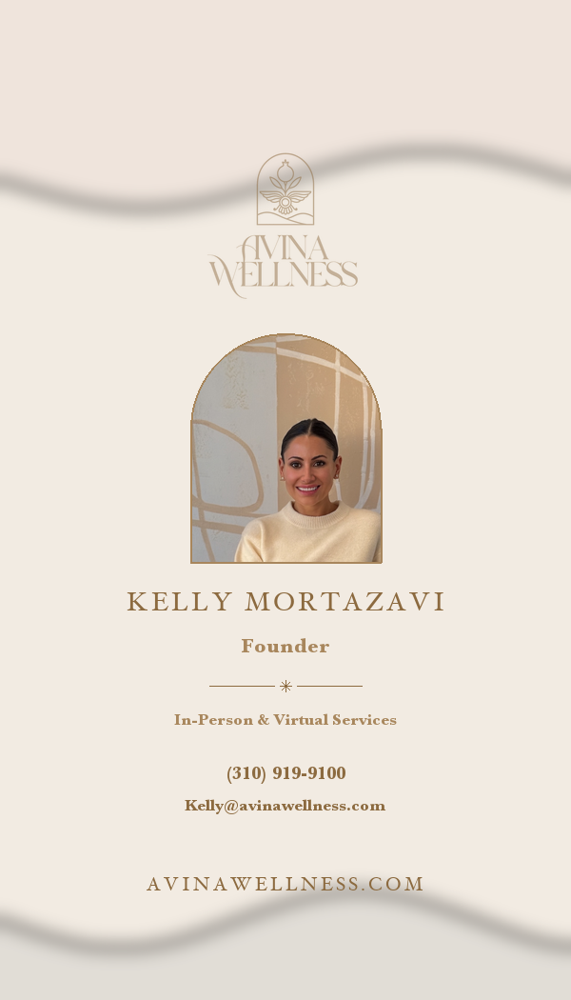 AVINA
WELLNESS
KELLY MORTAZAVI
Founder
In-Person & Virtual Services
(310) 919-9100
Kelly@avinawellness.com
AVINAWELLNESS.COM